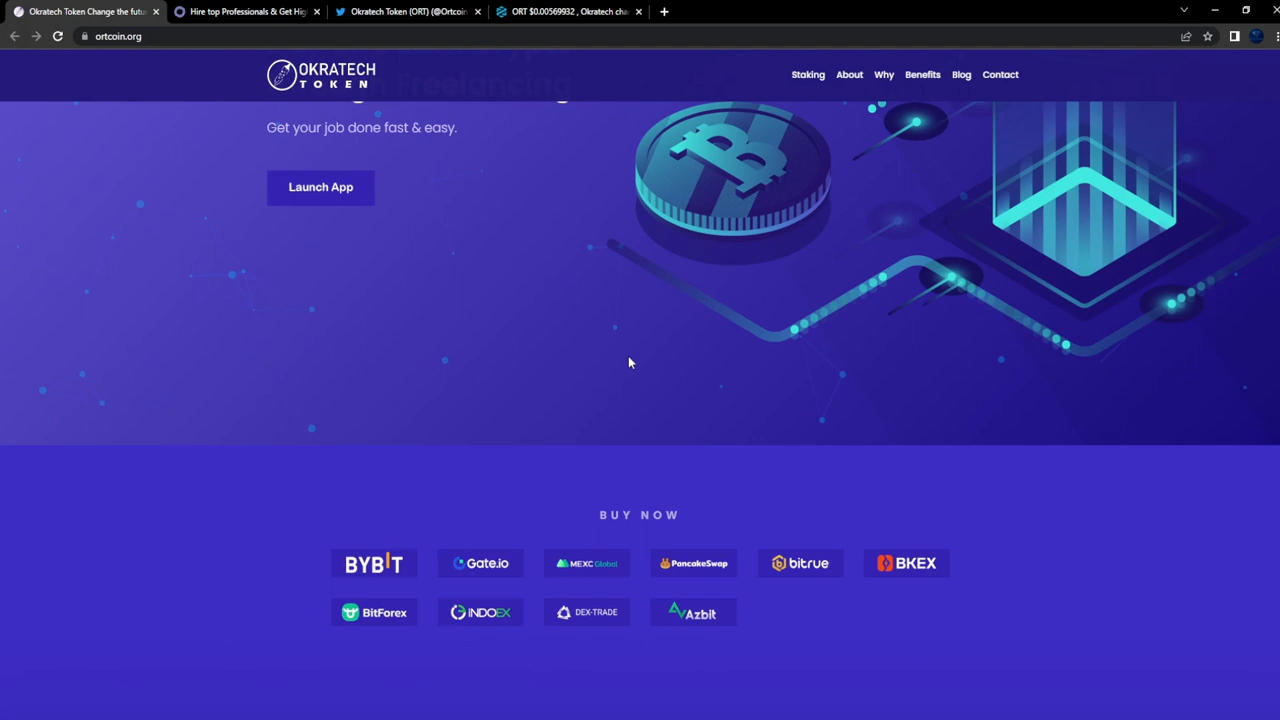 Okratech Token Change the futur
Hire top Professionals & Get Hig
Okratech Token (ORT) (@Ortcoin
ORT $0.00569932 , Okratech cha
ortcoin.org
OKRATECH
TOKEN
Staking
About
Why
Benefits
Blog
Contact
Freelancing
Get your job done fast & easy.
Launch App
BUY NOW
BYBIT
Gate.io
MEXC Global
PancakeSwap
bitrue
BKEX
BitForex
INDOEX
DEX-TRADE
Azbit